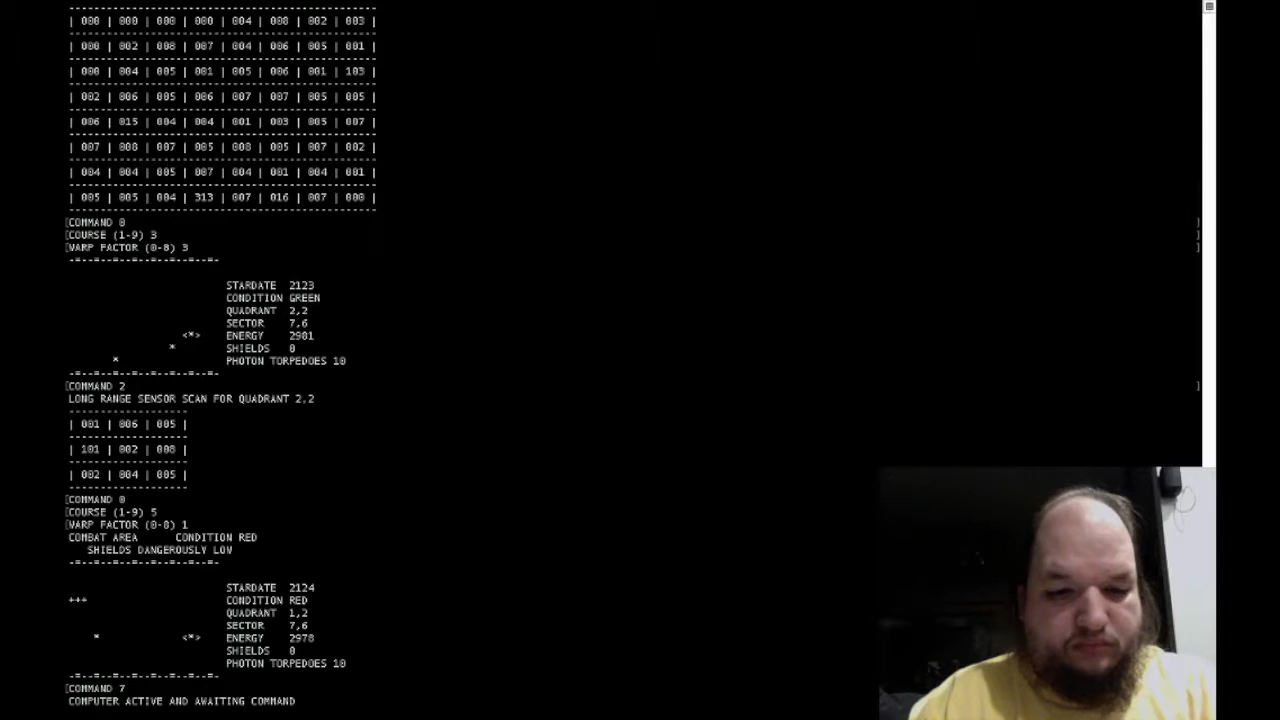 -------------------------------------------------
| 000 | 000 | 000 | 000 | 004 | 008 | 002 | 003 |
-------------------------------------------------
| 000 | 002 | 008 | 007 | 004 | 006 | 005 | 001 |
-------------------------------------------------
| 000 | 004 | 005 | 001 | 005 | 006 | 001 | 103 |
-------------------------------------------------
| 002 | 006 | 005 | 006 | 007 | 007 | 005 | 005 |
-------------------------------------------------
| 006 | 015 | 004 | 004 | 001 | 003 | 005 | 007 |
-------------------------------------------------
| 007 | 008 | 007 | 005 | 008 | 005 | 007 | 002 |
-------------------------------------------------
| 004 | 004 | 005 | 007 | 004 | 001 | 004 | 001 |
-------------------------------------------------
| 005 | 005 | 004 | 313 | 007 | 016 | 007 | 000 |
-------------------------------------------------
[COMMAND 0 ]
[COURSE (1-9) 3 ]
[WARP FACTOR (0-8) 3 ]
-=--=--=--=--=--=--=--=-
STARDATE 2123
CONDITION GREEN
QUADRANT 2,2
SECTOR 7,6
<*> ENERGY 2981
* SHIELDS 0
* PHOTON TORPEDOES 10
-=--=--=--=--=--=--=--=-
[COMMAND 2 ]
LONG RANGE SENSOR SCAN FOR QUADRANT 2,2
-------------------
| 001 | 006 | 005 |
-------------------
| 101 | 002 | 008 |
-------------------
| 002 | 004 | 005 |
-------------------
[COMMAND 0
[COURSE (1-9) 5
[WARP FACTOR (0-8) 1
COMBAT AREA CONDITION RED
SHIELDS DANGEROUSLY LOW
-=--=--=--=--=--=--=--=-
STARDATE 2124
+++ CONDITION RED
QUADRANT 1,2
SECTOR 7,6
* <*> ENERGY 2978
SHIELDS 0
PHOTON TORPEDOES 10
-=--=--=--=--=--=--=--=-
[COMMAND 7
COMPUTER ACTIVE AND AWAITING COMMAND